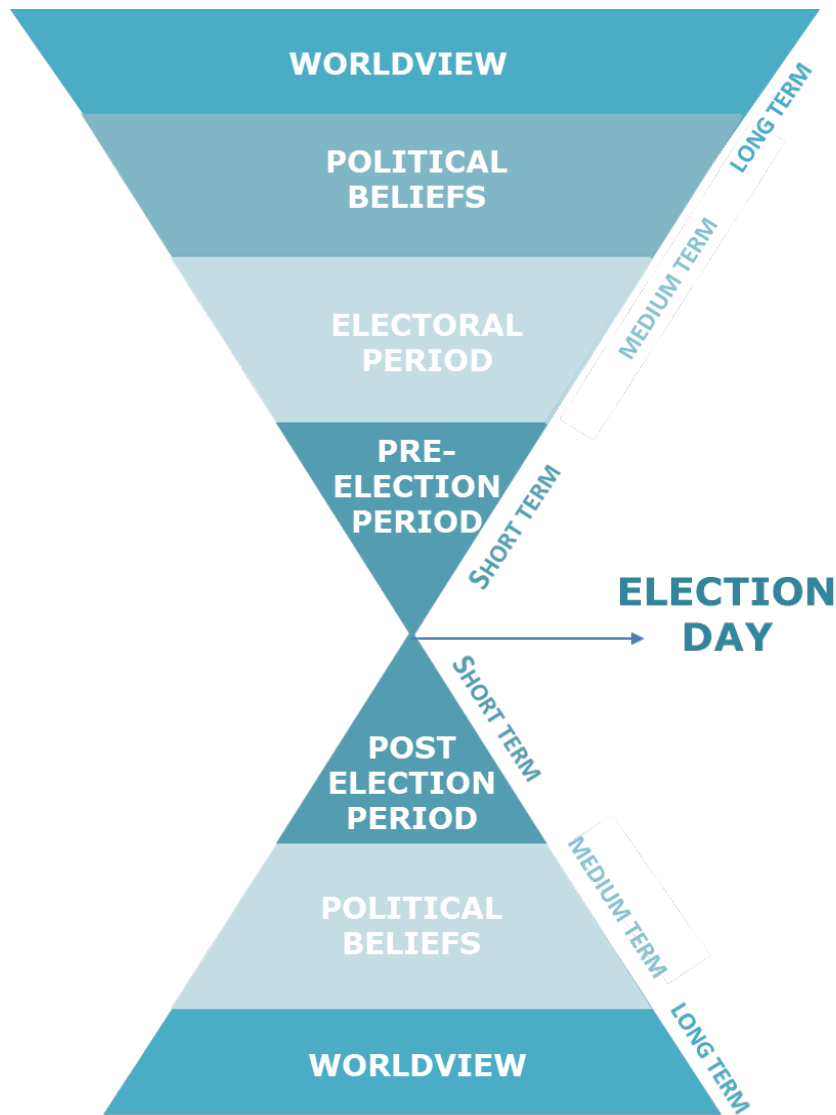 WORLDVIEW
LONG TERM
POLITICAL
BELIEFS
MEDIUM TERM
ELECTORAL
PERIOD
PRE-
ELECTION
PERIOD
SHORT TERM
ELECTION
DAY
SHORT TERM
POST
ELECTION
PERIOD
MEDIUM TERM
POLITICAL
BELIEFS
LONG TERM
WORLDVIEW